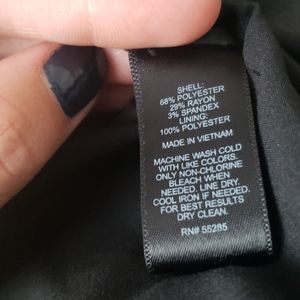 SHELL:
68% POLYESTER
29% RAYON
3% SPANDEX
LINING:
100% POLYESTER
MADE IN VIETNAM
MACHINE WASH COLD
WITH LIKE COLORS.
ONLY NON-CHLORINE
BLEACH WHEN
NEEDED. LINE DRY.
COOL IRON IF NEEDED.
FOR BEST RESULTS
DRY CLEAN.
RN# 55285